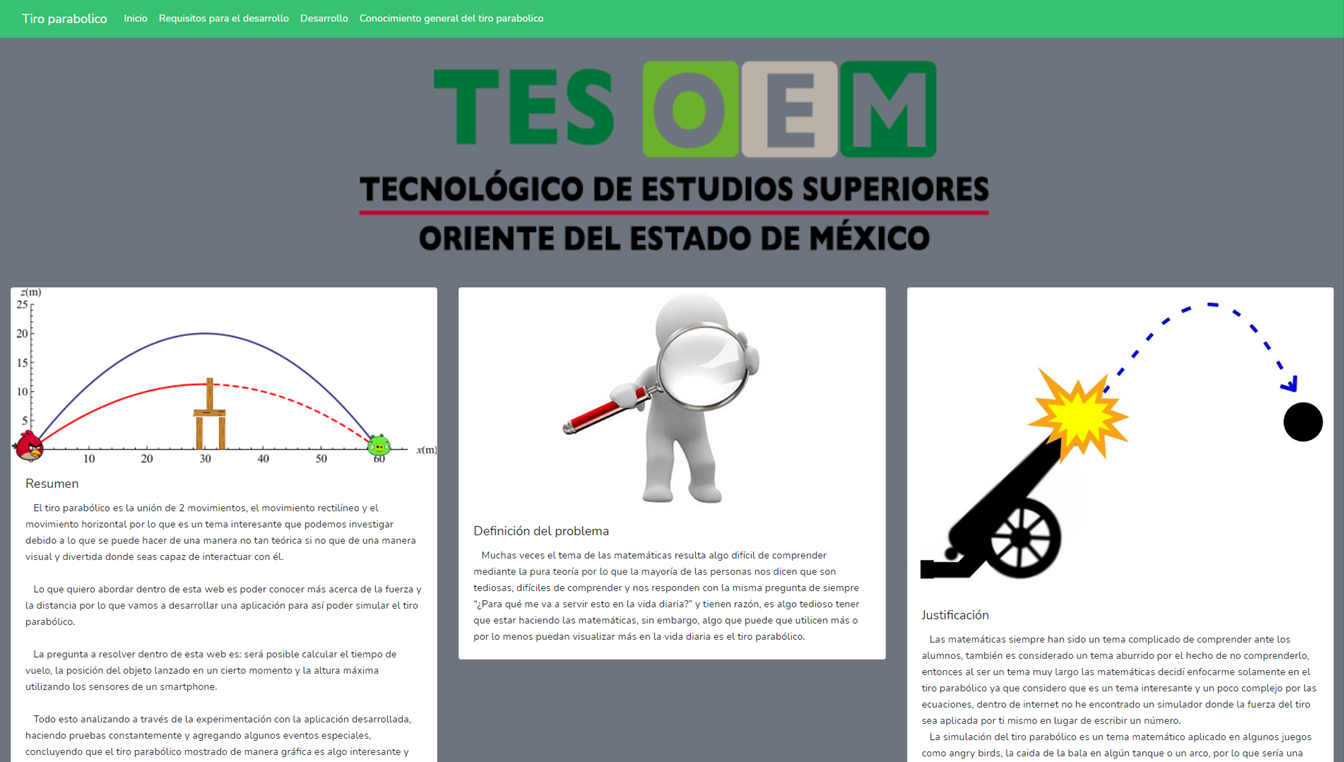 Tiro parabolico
Inicio
Requisitos para el desarrollo
Desarrollo
Conocimiento general del tiro parabolico
TES OEM
TECNOLÓGICO DE ESTUDIOS SUPERIORES
ORIENTE DEL ESTADO DE MÉXICO
z(m)
25
20
15
10
5
0
10
20
30
40
50
60
x(m)
Resumen
El tiro parabólico es la unión de 2 movimientos, el movimiento rectilíneo y el
movimiento horizontal por lo que es un tema interesante que podemos investigar
debido a lo que se puede hacer de una manera no tan teórica si no que de una manera
visual y divertida donde seas capaz de interactuar con él.
Lo que quiero abordar dentro de esta web es poder conocer más acerca de la fuerza y
la distancia por lo que vamos a desarrollar una aplicación para así poder simular el tiro
parabólico.
La pregunta a resolver dentro de esta web es: será posible calcular el tiempo de
vuelo, la posición del objeto lanzado en un cierto momento y la altura máxima
utilizando los sensores de un smartphone.
Todo esto analizando a través de la experimentación con la aplicación desarrollada,
haciendo pruebas constantemente y agregando algunos eventos especiales,
concluyendo que el tiro parabólico mostrado de manera gráfica es algo interesante y
Definición del problema
Muchas veces el tema de las matemáticas resulta algo difícil de comprender
mediante la pura teoría por lo que la mayoría de las personas nos dicen que son
tediosas, difíciles de comprender y nos responden con la misma pregunta de siempre
“¿Para qué me va a servir esto en la vida diaria?” y tienen razón, es algo tedioso tener
que estar haciendo las matemáticas, sin embargo, algo que puede que utilicen más o
por lo menos puedan visualizar más en la vida diaria es el tiro parabólico.
Justificación
Las matemáticas siempre han sido un tema complicado de comprender ante los
alumnos, también es considerado un tema aburrido por el hecho de no comprenderlo,
entonces al ser un tema muy largo las matemáticas decidí enfocarme solamente en el
tiro parabólico ya que considero que es un tema interesante y un poco complejo por las
ecuaciones, dentro de internet no he encontrado un simulador donde la fuerza del tiro
sea aplicada por ti mismo en lugar de escribir un número.
La simulación del tiro parabólico es un tema matemático aplicado en algunos juegos
como angry birds, la caida de la bala en algún tanque o un arco, por lo que sería una